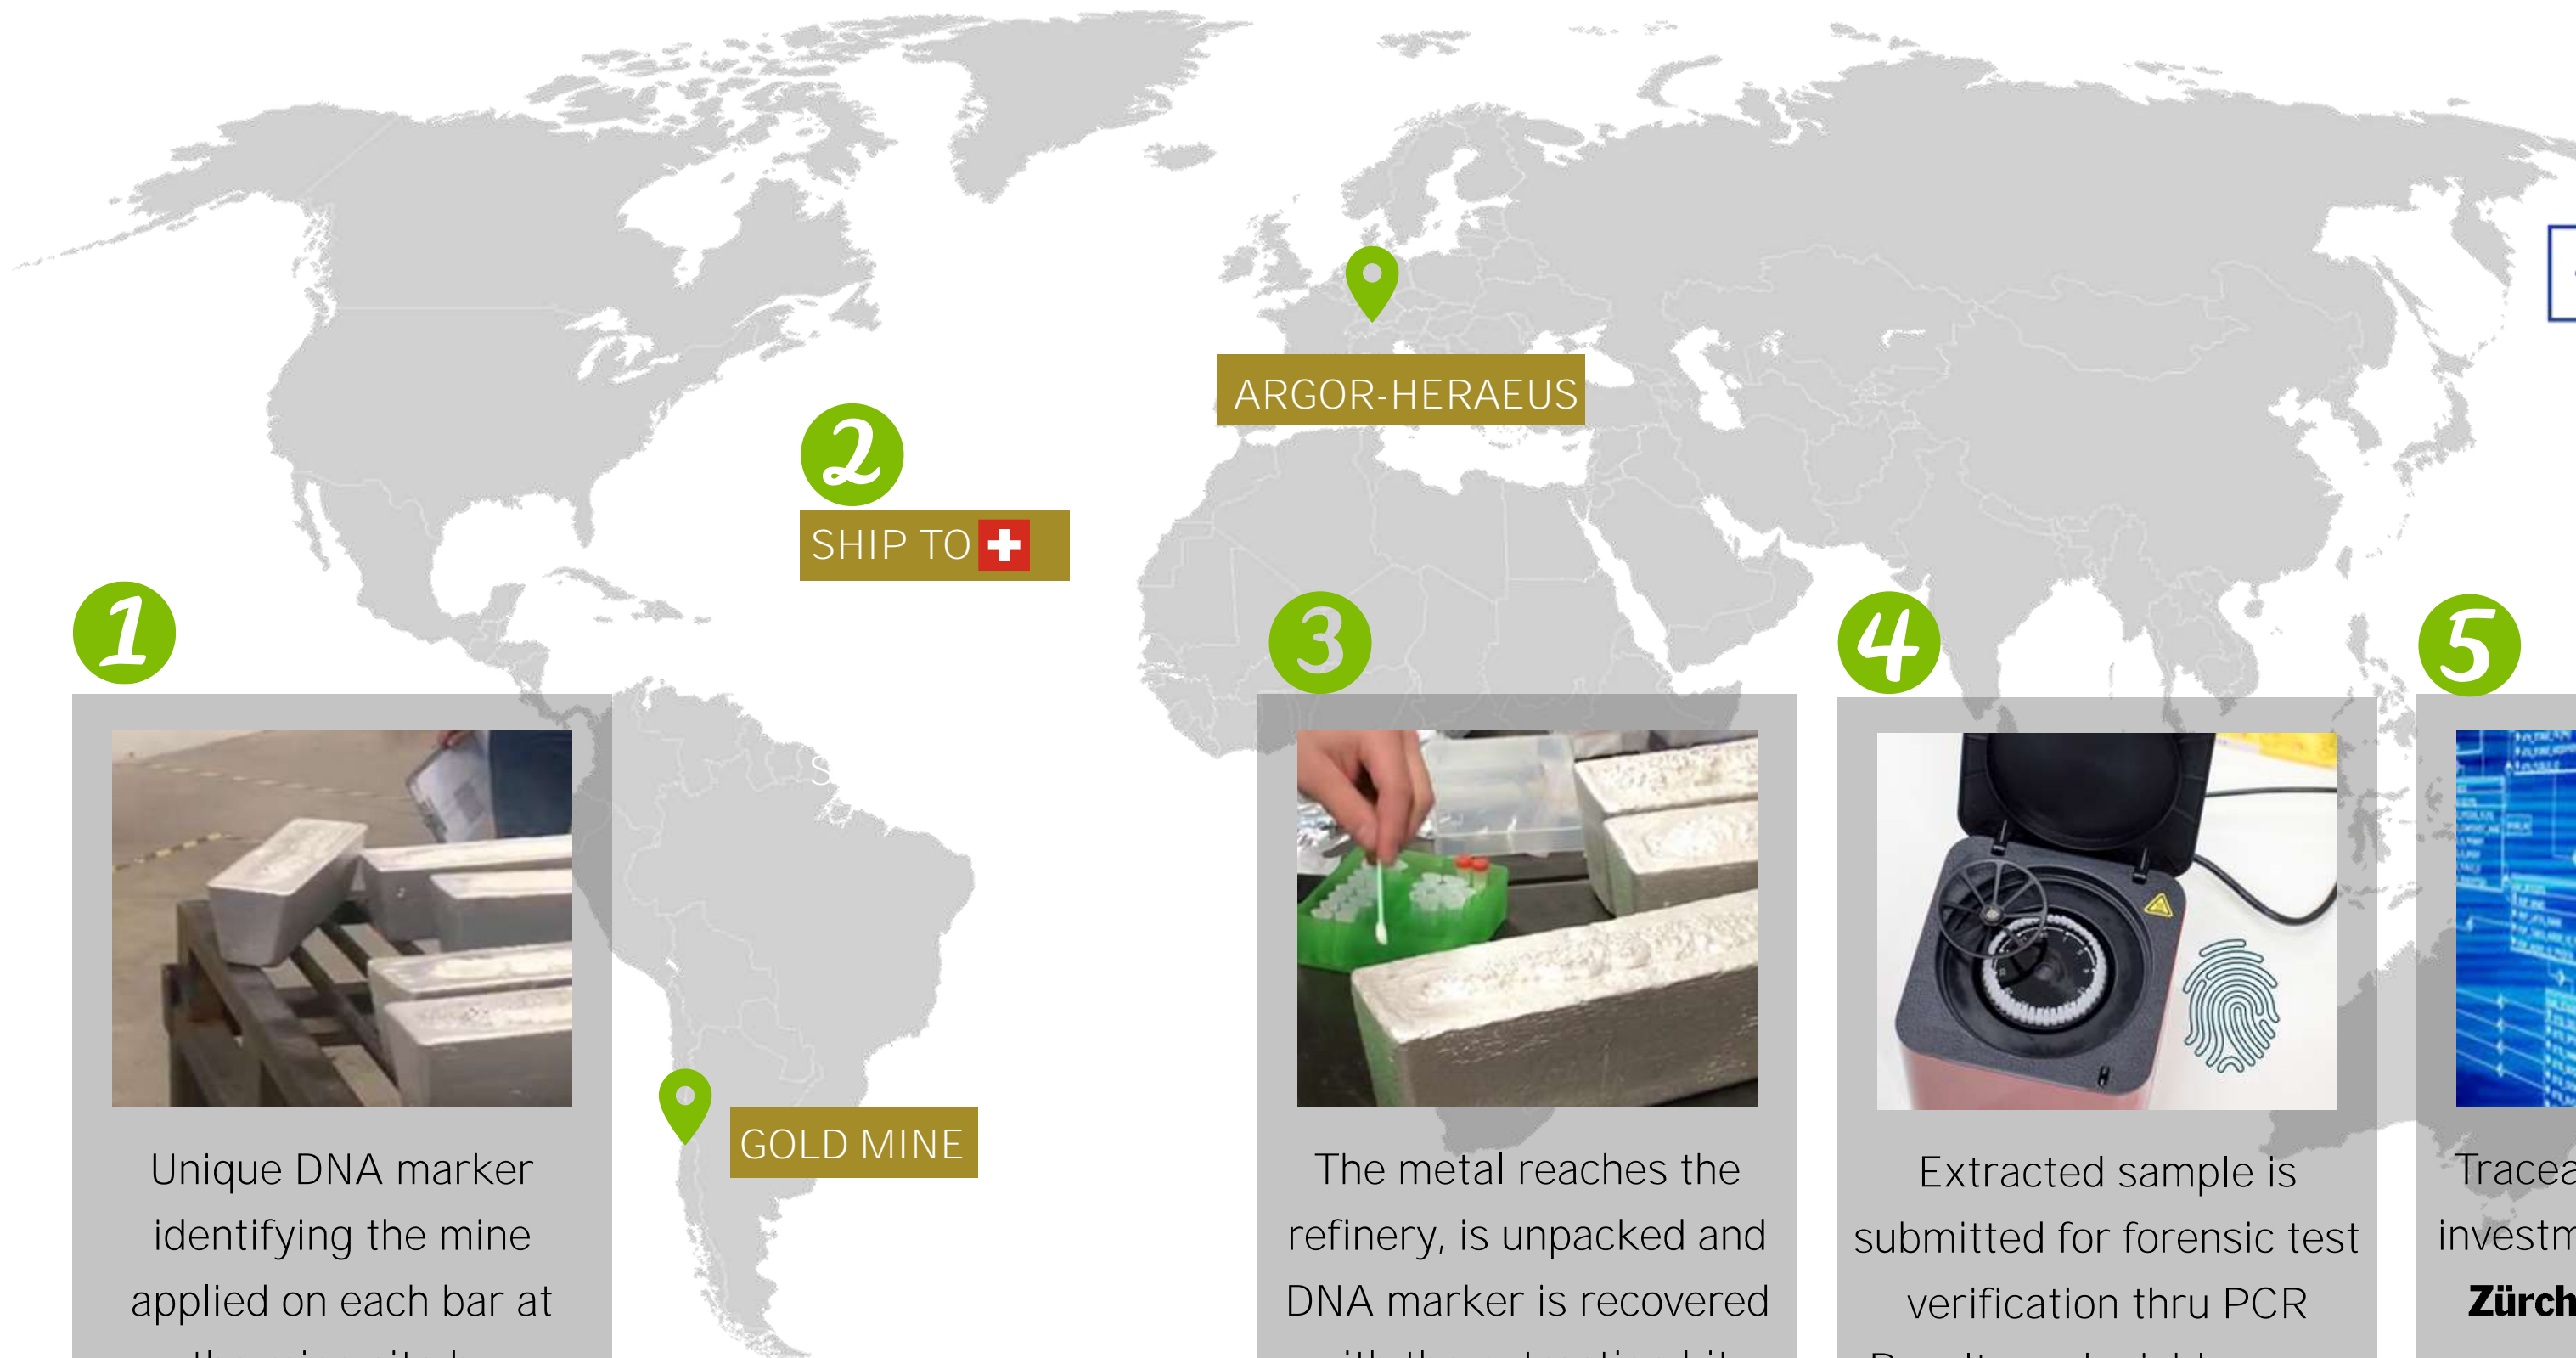 ARGOR-HERAEUS
2
SHIP TO
1
3
4
5
GOLD MINE
Unique DNA marker
identifying the mine
applied on each bar at
The metal reaches the
refinery, is unpacked and
DNA marker is recovered
Extracted sample is
submitted for forensic test
verification thru PCR